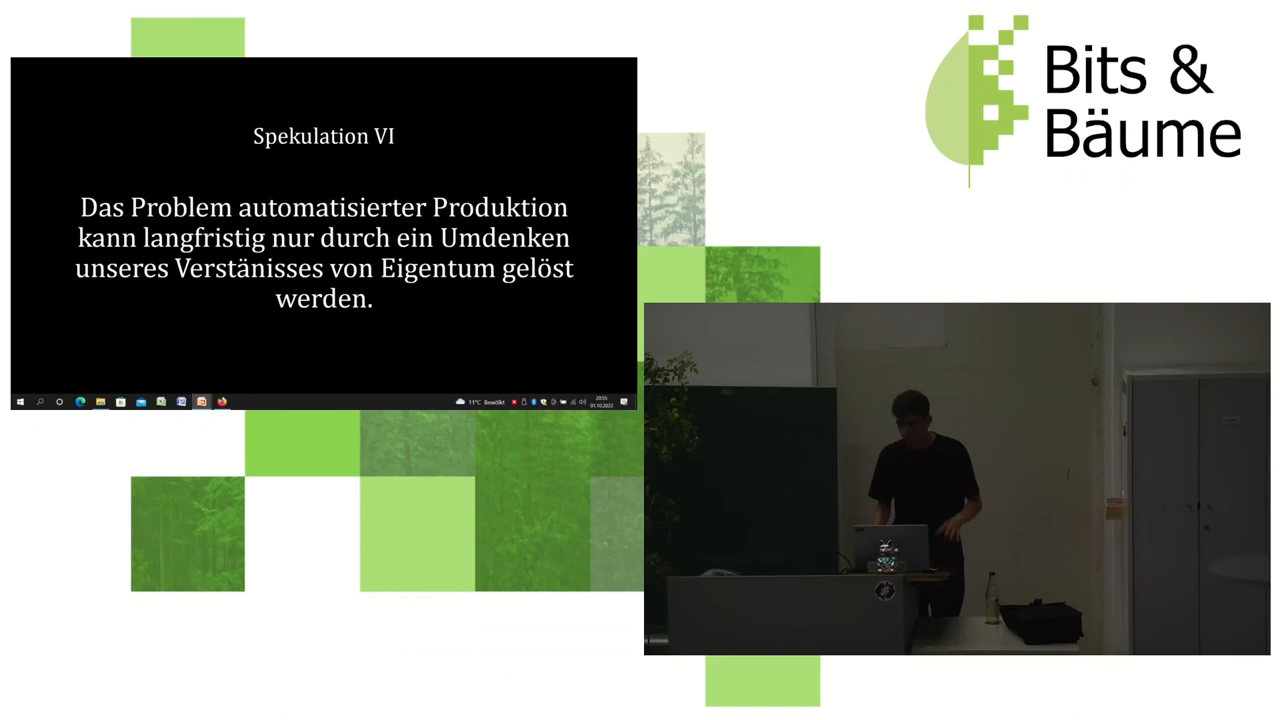 Bits &
Bäume
Spekulation VI
Das Problem automatisierter Produktion
kann langfristig nur durch ein Umdenken
unseres Verstänisses von Eigentum gelöst
werden.
11°C Bewölkt
20:55
01.10.2022